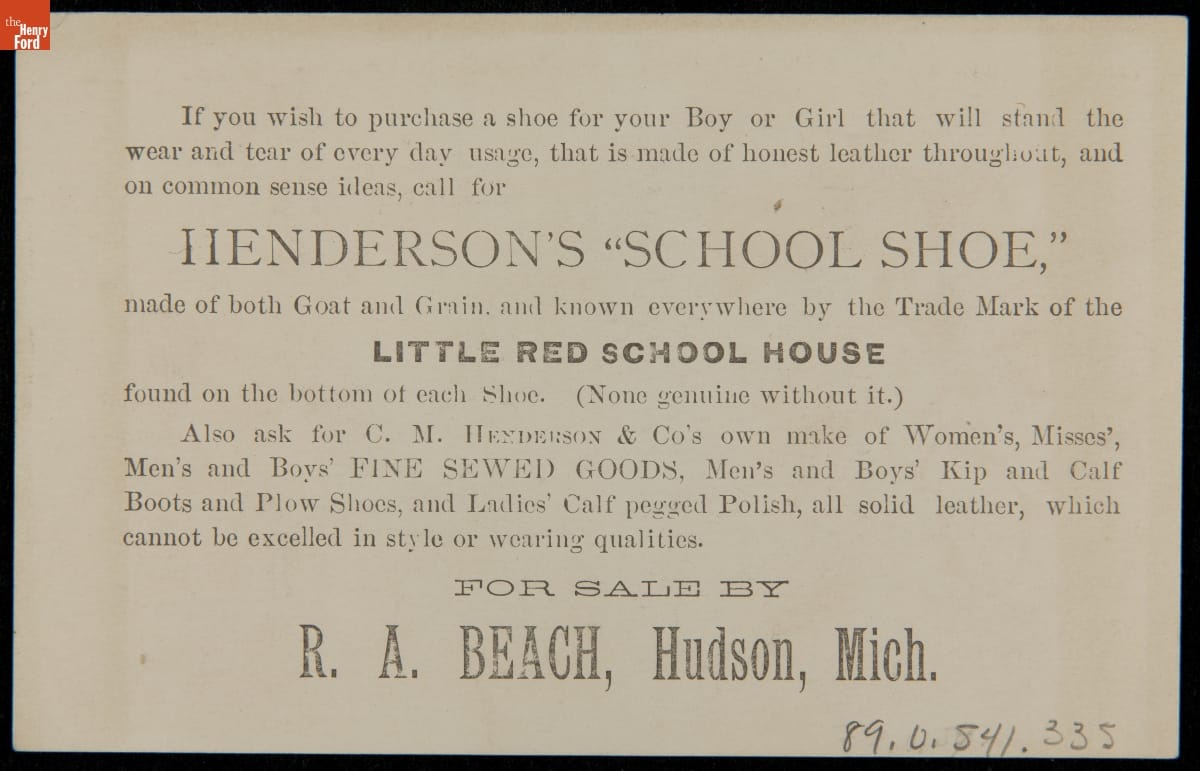 the
Henry
Ford
If you wish to purchase a shoe for your Boy or Girl that will stand the
wear and tear of every day usage, that is made of honest leather throughout, and
on common sense ideas, call for
HENDERSON'S “SCHOOL SHOE,”
made of both Goat and Grain. and known everywhere by the Trade Mark of the
LITTLE RED SCHOOL HOUSE
found on the bottom of each Shoe. (None genuine without it.)
Also ask for C. M. HENDERSON & Co's own make of Women's, Misses',
Men's and Boys' FINE SEWED GOODS, Men's and Boys' Kip and Calf
Boots and Plow Shoes, and Ladies' Calf pegged Polish, all solid leather, which
cannot be excelled in style or wearing qualities.
FOR SALE BY
R. A. BEACH, Hudson, Mich.
89.0.541.335